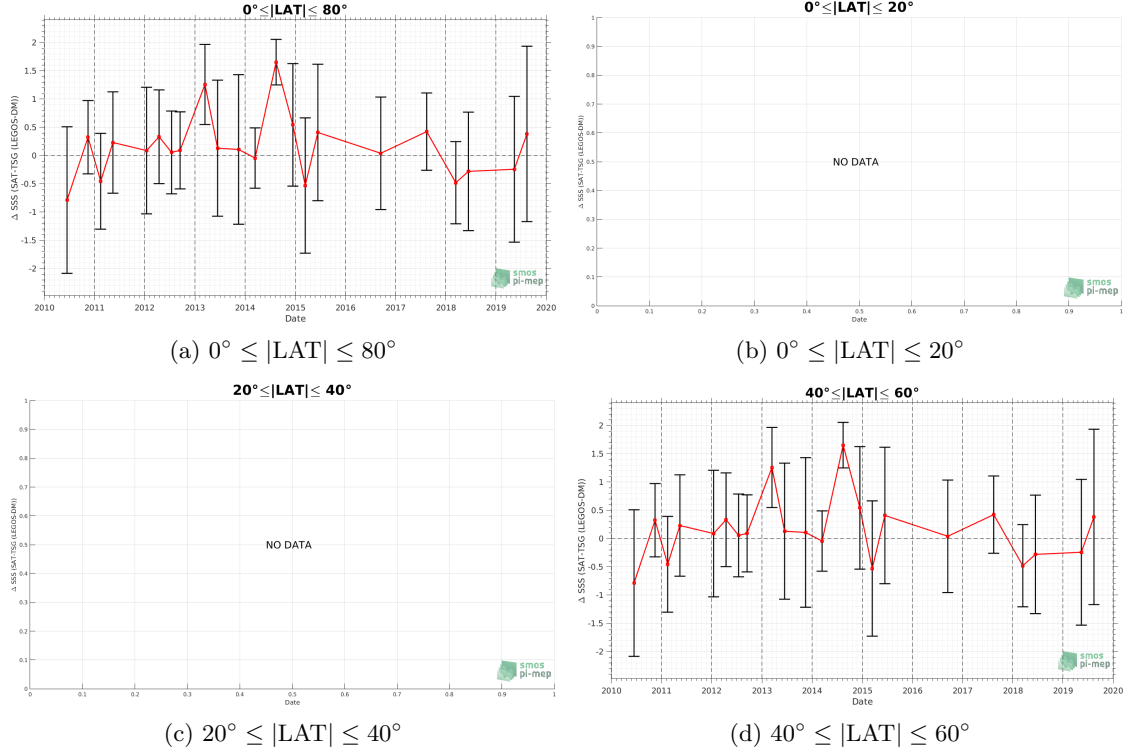 0°≤|LAT|≤ 80°
Δ SSS (SAT-TSG (LEGOS-DM))
2
1.5
1
0.5
0
-0.5
-1
-1.5
-2
2010 2011 2012 2013 2014 2015 2016 2017 2018 2019 2020
Date
smos
pi-mep
(a) 0° ≤ |LAT| ≤ 80°
0°≤|LAT|≤ 20°
Δ SSS (SAT-TSG (LEGOS-DM))
1
0.9
0.8
0.7
0.6
0.5
0.4
0.3
0.2
0.1
0
NO DATA
0 0.1 0.2 0.3 0.4 0.5 0.6 0.7 0.8 0.9 1
Date
smos
pi-mep
(b) 0° ≤ |LAT| ≤ 20°
20°≤|LAT|≤ 40°
Δ SSS (SAT-TSG (LEGOS-DM))
1
0.9
0.8
0.7
0.6
0.5
0.4
0.3
0.2
0.1
0
NO DATA
0 0.1 0.2 0.3 0.4 0.5 0.6 0.7 0.8 0.9 1
Date
smos
pi-mep
(c) 20° ≤ |LAT| ≤ 40°
40°≤|LAT|≤ 60°
Δ SSS (SAT-TSG (LEGOS-DM))
2
1.5
1
0.5
0
-0.5
-1
-1.5
-2
2010 2011 2012 2013 2014 2015 2016 2017 2018 2019 2020
Date
smos
pi-mep
(d) 40° ≤ |LAT| ≤ 60°